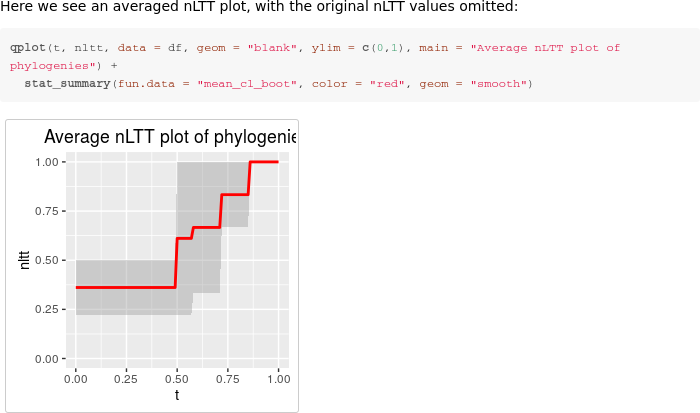 Here we see an averaged nLTT plot, with the original nLTT values omitted:
qplot(t, nltt, data = df, geom = "blank", ylim = c(0,1), main = "Average nLTT plot of
phylogenies") +
  stat_summary(fun.data = "mean_cl_boot", color = "red", geom = "smooth")
Average nLTT plot of phylogenie
1.00
0.75
0.50
0.25
0.00
nltt
0.00 0.25 0.50 0.75 1.00
t